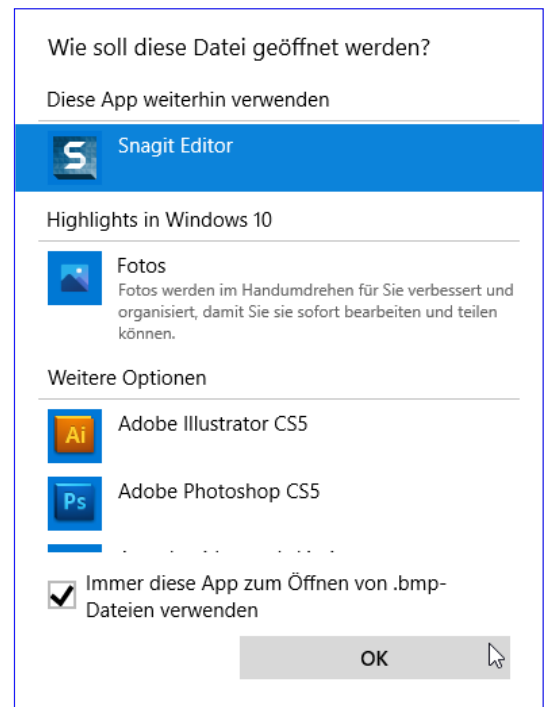 Wie soll diese Datei geöffnet werden?
Diese App weiterhin verwenden
S
Snagit Editor
Highlights in Windows 10
Fotos
Fotos werden im Handumdrehen für Sie verbessert und
organisiert, damit Sie sie sofort bearbeiten und teilen
können.
Weitere Optionen
Ai
Adobe Illustrator CS5
Ps
Adobe Photoshop CS5
Immer diese App zum Öffnen von .bmp-
Dateien verwenden
OK